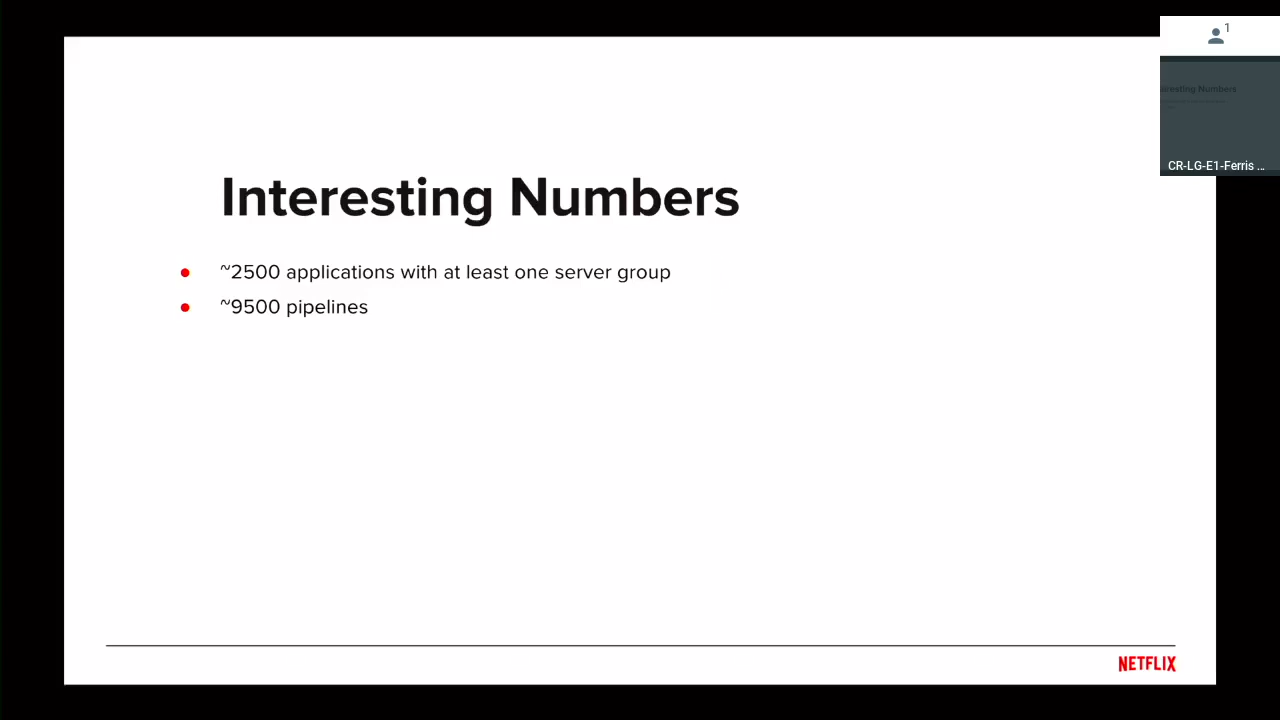 1
Interesting Numbers
CR-LG-E1-Ferris ...
Interesting Numbers
● ~2500 applications with at least one server group
● ~9500 pipelines
NETFLIX